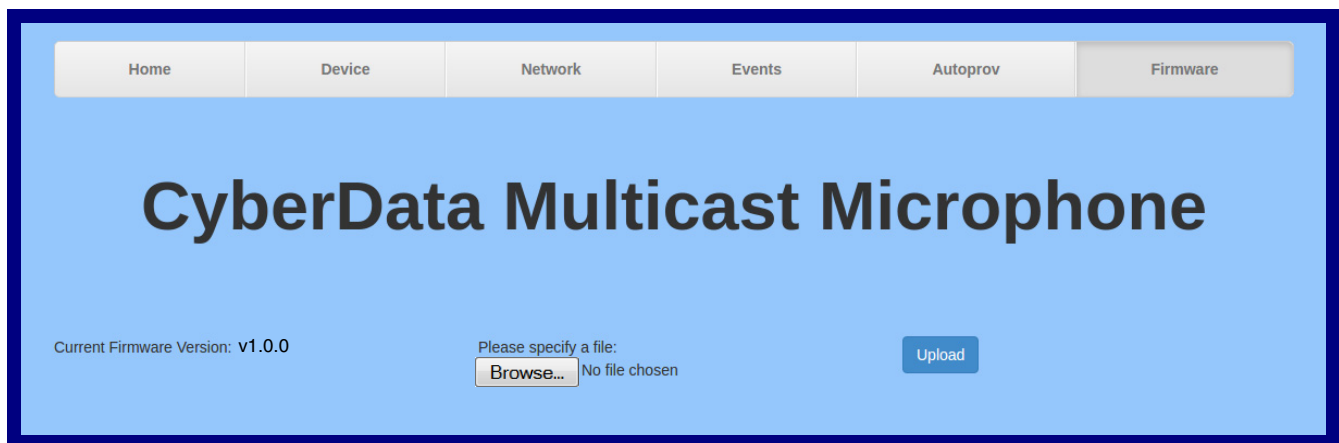 Home Device Network Events Autoprov Firmware
CyberData Multicast Microphone
Current Firmware Version: v1.0.0
Please specify a file:
Browse... No file chosen
Upload